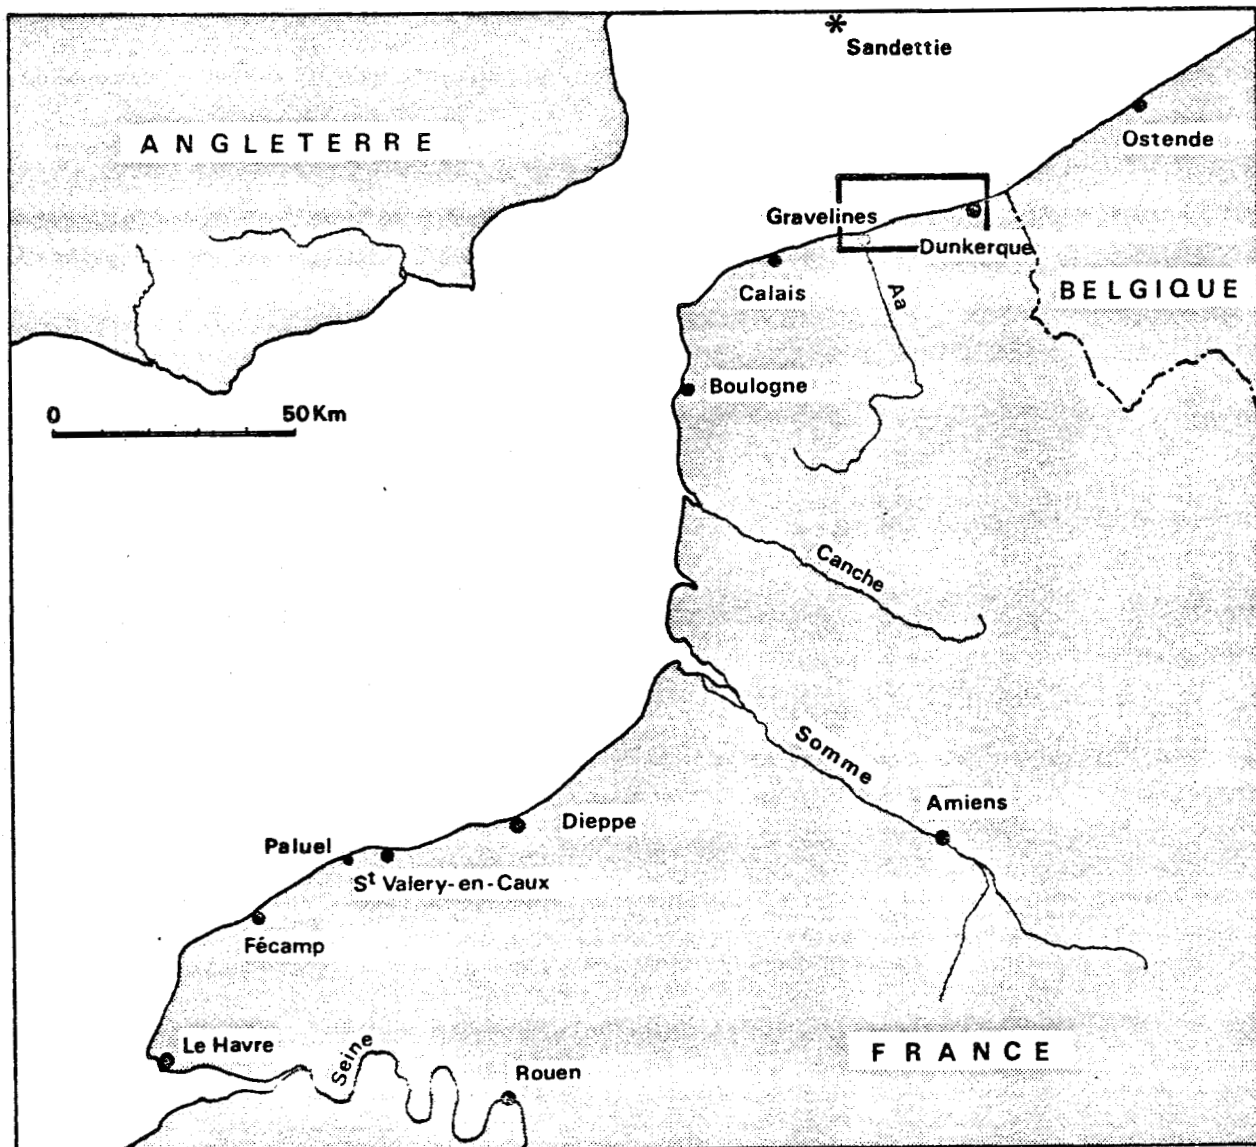 Sandettie
ANGLETERRE
Ostende
Gravelines
Dunkerque
Calais
Aa
BELGIQUE
Boulogne
0 50 Km
Canche
Somme
Amiens
Dieppe
Paluel
St Valery-en-Caux
Fécamp
Le Havre
Seine
Rouen
FRANCE